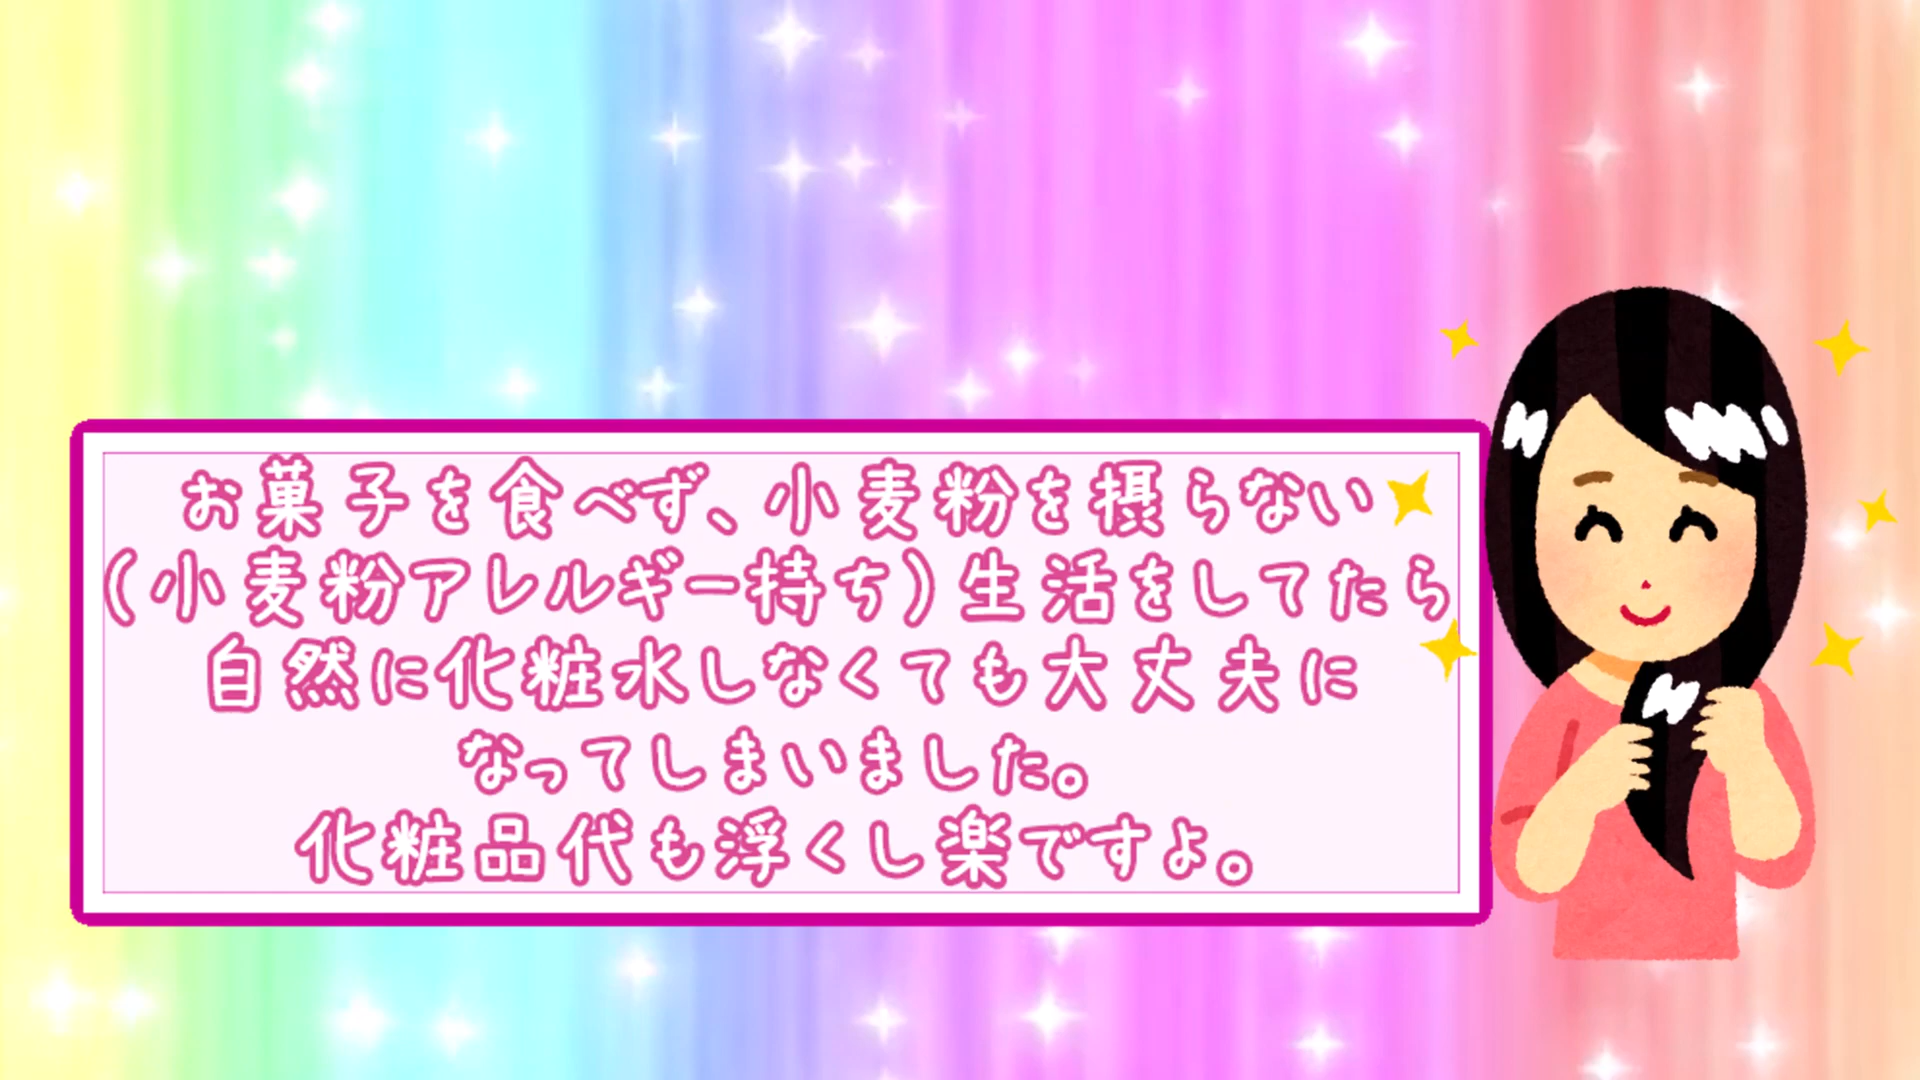 お菓子を食べず、小麦粉を摂らない
(小麦粉アレルギー持ち)生活をしてたら
自然に化粧水しなくても大丈夫に
なってしまいました。
化粧品代も浮くし楽ですよ。